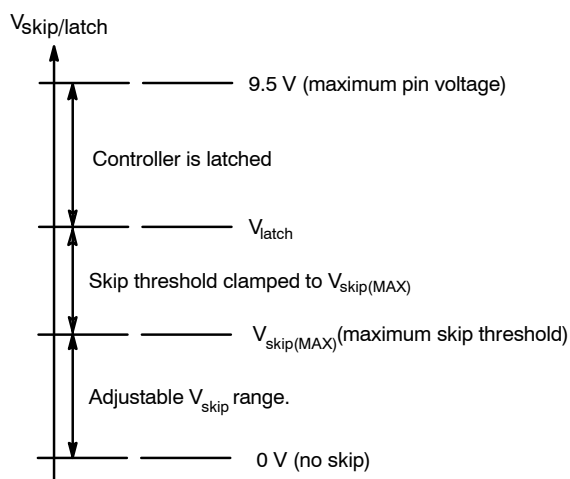 Vskip/latch
9.5 V (maximum pin voltage)
Controller is latched
Vlatch
Skip threshold clamped to Vskip(MAX)
Vskip(MAX)(maximum skip threshold)
Adjustable Vskip range.
0 V (no skip)